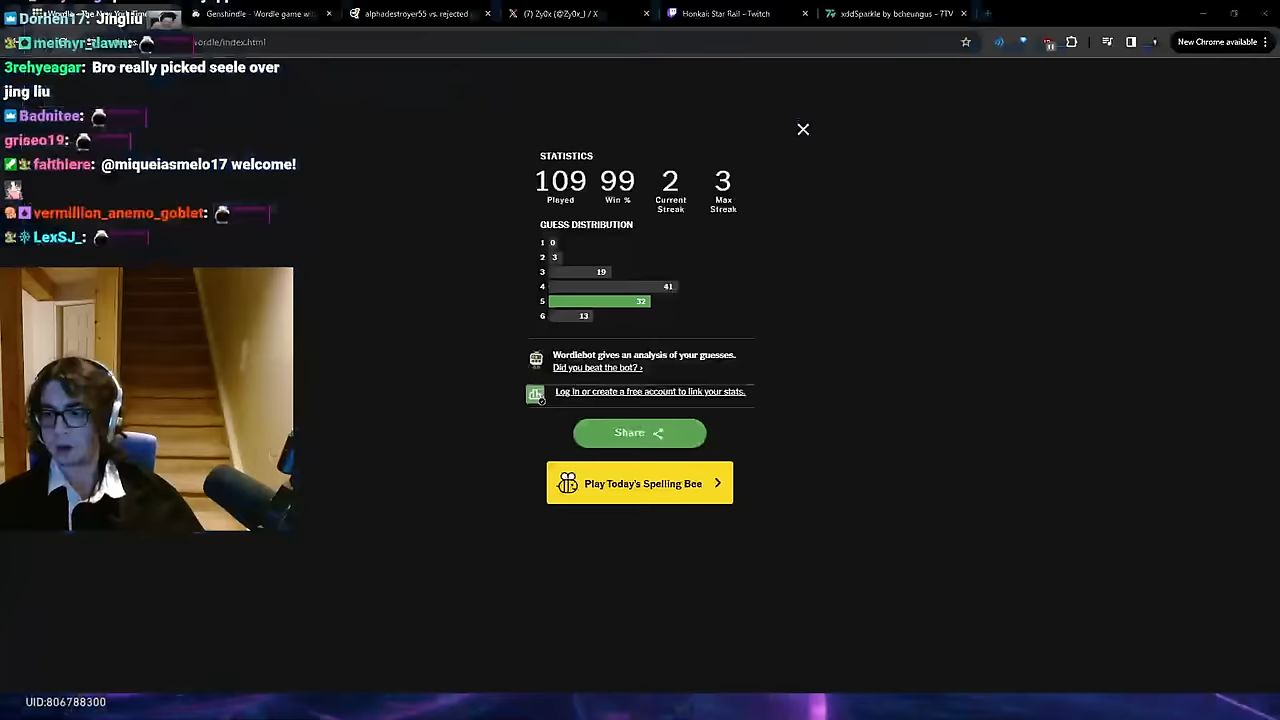 Genshindle - Wordle game wi
alphadestroyer55 vs. rejected
(7) Zy0x (@Zy0x_) / X
Honkai: Star Rail - Twitch
xddSparkle by bcheungus - 7TV
Dorhen17: Jingliu
ordle/index.html
New Chrome available
3rehyeagar: Bro really picked seele over
jing liu
Badnitee:
griseo19:
@miqueiasmelo17 welcome!
vermillion_anemo_goblet:
LexSJ_:
STATISTICS
109 99 2 3
Played Win % Current Streak Max Streak
GUESS DISTRIBUTION
1 0
2 3
3 19
4 41
5 32
6 13
Wordlebot gives an analysis of your guesses.
Did you beat the bot? ›
Log in or create a free account to link your stats.
Share
Play Today's Spelling Bee
UID:806788300